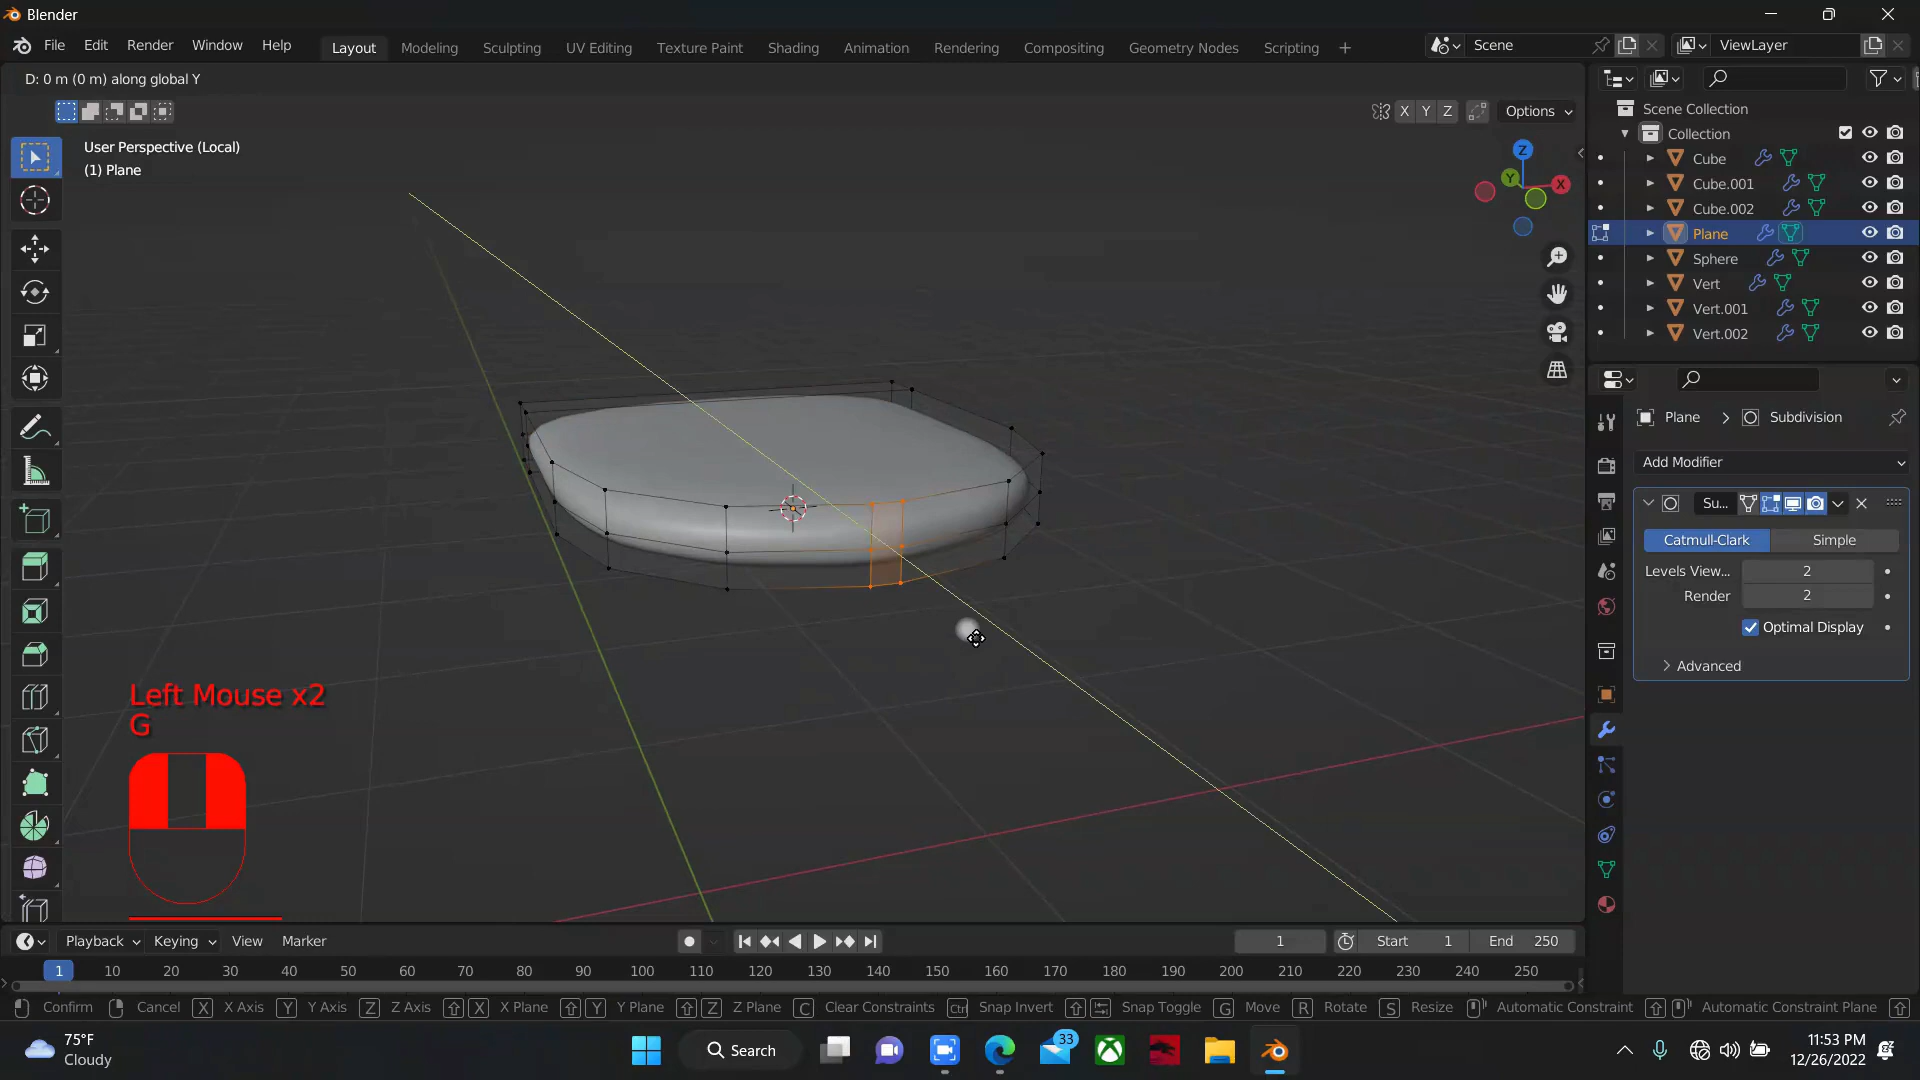 Blender
File Edit Render Window Help
Layout Modeling Sculpting UV Editing Texture Paint Shading Animation Rendering Compositing Geometry Nodes Scripting
Scene
ViewLayer
D: 0 m (0 m) along global Y
X Y Z
Options
User Perspective (Local)
(1) Plane
Z
Y
X
Scene Collection
Collection
Cube
Cube.001
Cube.002
Plane
Sphere
Vert
Vert.001
Vert.002
Plane > Subdivision
Add Modifier
Su...
Catmull-Clark Simple
Levels View... 2
Render 2
Optimal Display
Advanced
Left Mouse x2
G
Playback Keying View Marker
1
Start 1
End 250
1 10 20 30 40 50 60 70 80 90 100 110 120 130 140 150 160 170 180 190 200 210 220 230 240 250
Confirm Cancel X X Axis Y Y Axis Z Z Axis X X Plane Y Y Plane Z Z Plane C Clear Constraints Ctrl Snap Invert Snap Toggle G Move R Rotate S Resize Automatic Constraint Automatic Constraint Plane
75°F
Cloudy
Search
33
11:53 PM
12/26/2022